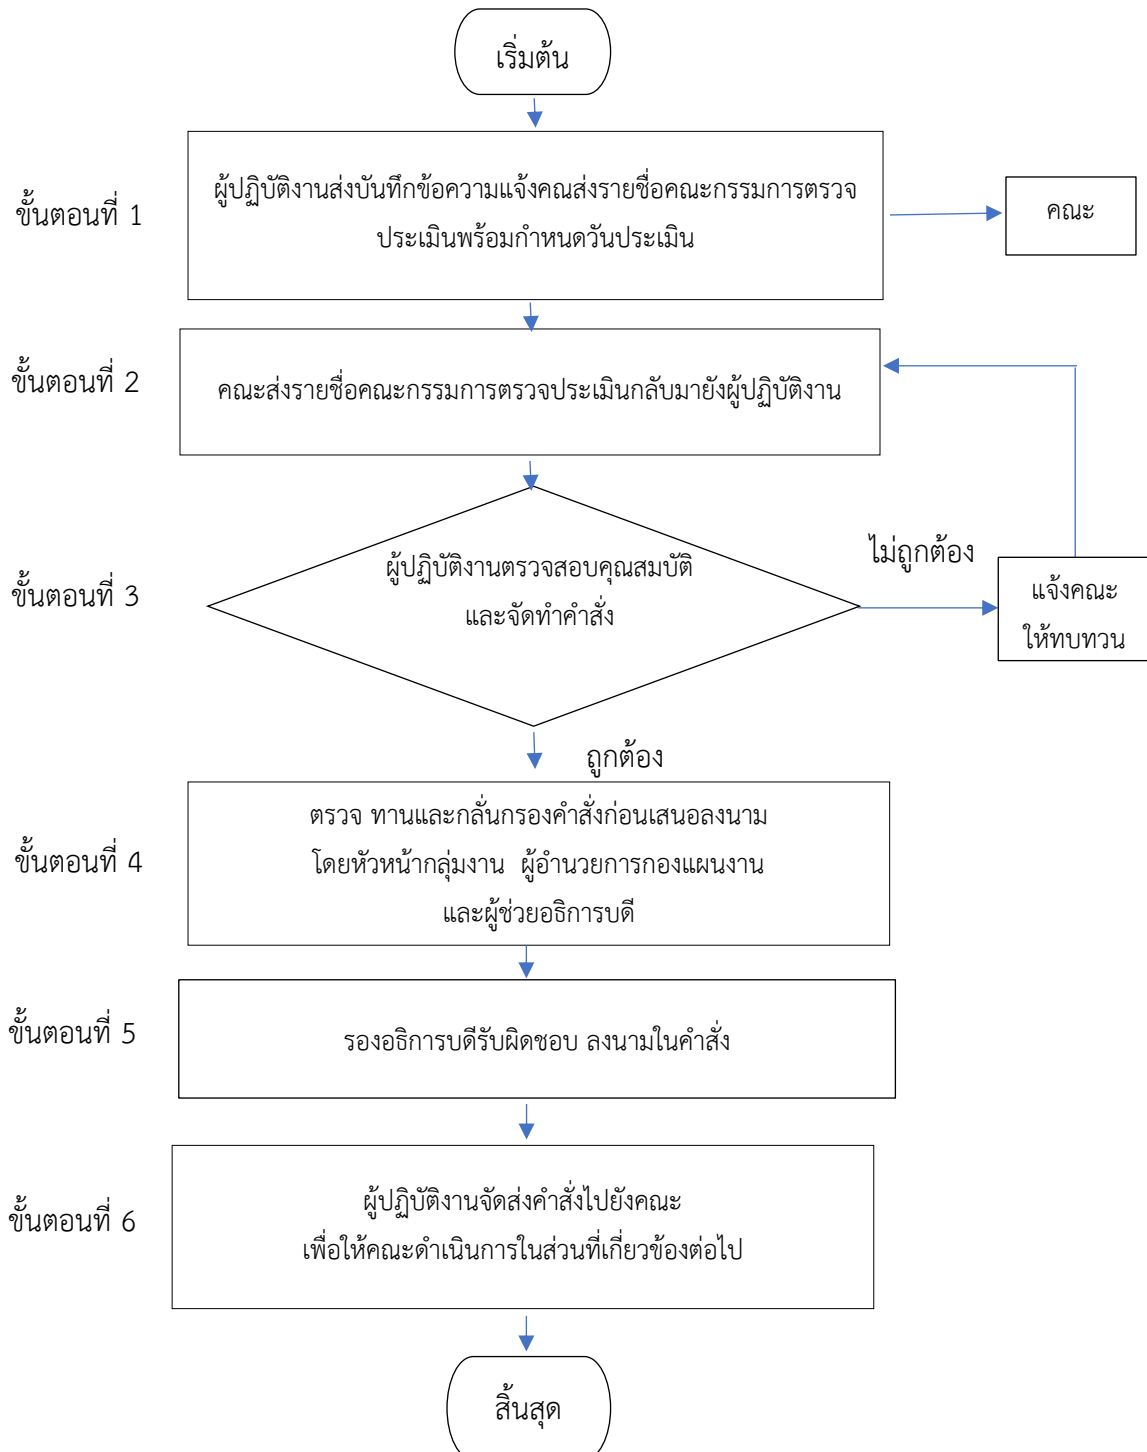 เริ่มต้น
ขั้นตอนที่ 1
ผู้ปฏิบัติงานส่งบันทึกข้อความแจ้งคณส่งรายชื่อคณะกรรมการตรวจ
ประเมินพร้อมกำหนดวันประเมิน
คณะ
ขั้นตอนที่ 2
คณะส่งรายชื่อคณะกรรมการตรวจประเมินกลับมายังผู้ปฏิบัติงาน
ขั้นตอนที่ 3
ผู้ปฏิบัติงานตรวจสอบคุณสมบัติ
และจัดทำคำสั่ง
ไม่ถูกต้อง
แจ้งคณะ
ให้ทบทวน
ถูกต้อง
ขั้นตอนที่ 4
ตรวจ ทานและกลั่นกรองคำสั่งก่อนเสนอลงนาม
โดยหัวหน้ากลุ่มงาน ผู้อำนวยการกองแผนงาน
และผู้ช่วยอธิการบดี
ขั้นตอนที่ 5
รองอธิการบดีรับผิดชอบ ลงนามในคำสั่ง
ขั้นตอนที่ 6
ผู้ปฏิบัติงานจัดส่งคำสั่งไปยังคณะ
เพื่อให้คณะดำเนินการในส่วนที่เกี่ยวข้องต่อไป
สิ้นสุด